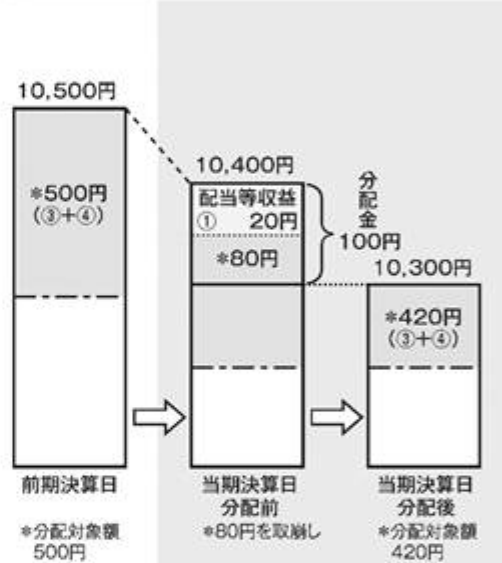 10,500円
*500円
(③+④)
前期決算日
*分配対象額
500円
10,400円
配当等収益
① 20円
*80円
分配金
100円
当期決算日
分配前
*80円を取崩し
10,300円
*420円
(③+④)
当期決算日
分配後
*分配対象額
420円